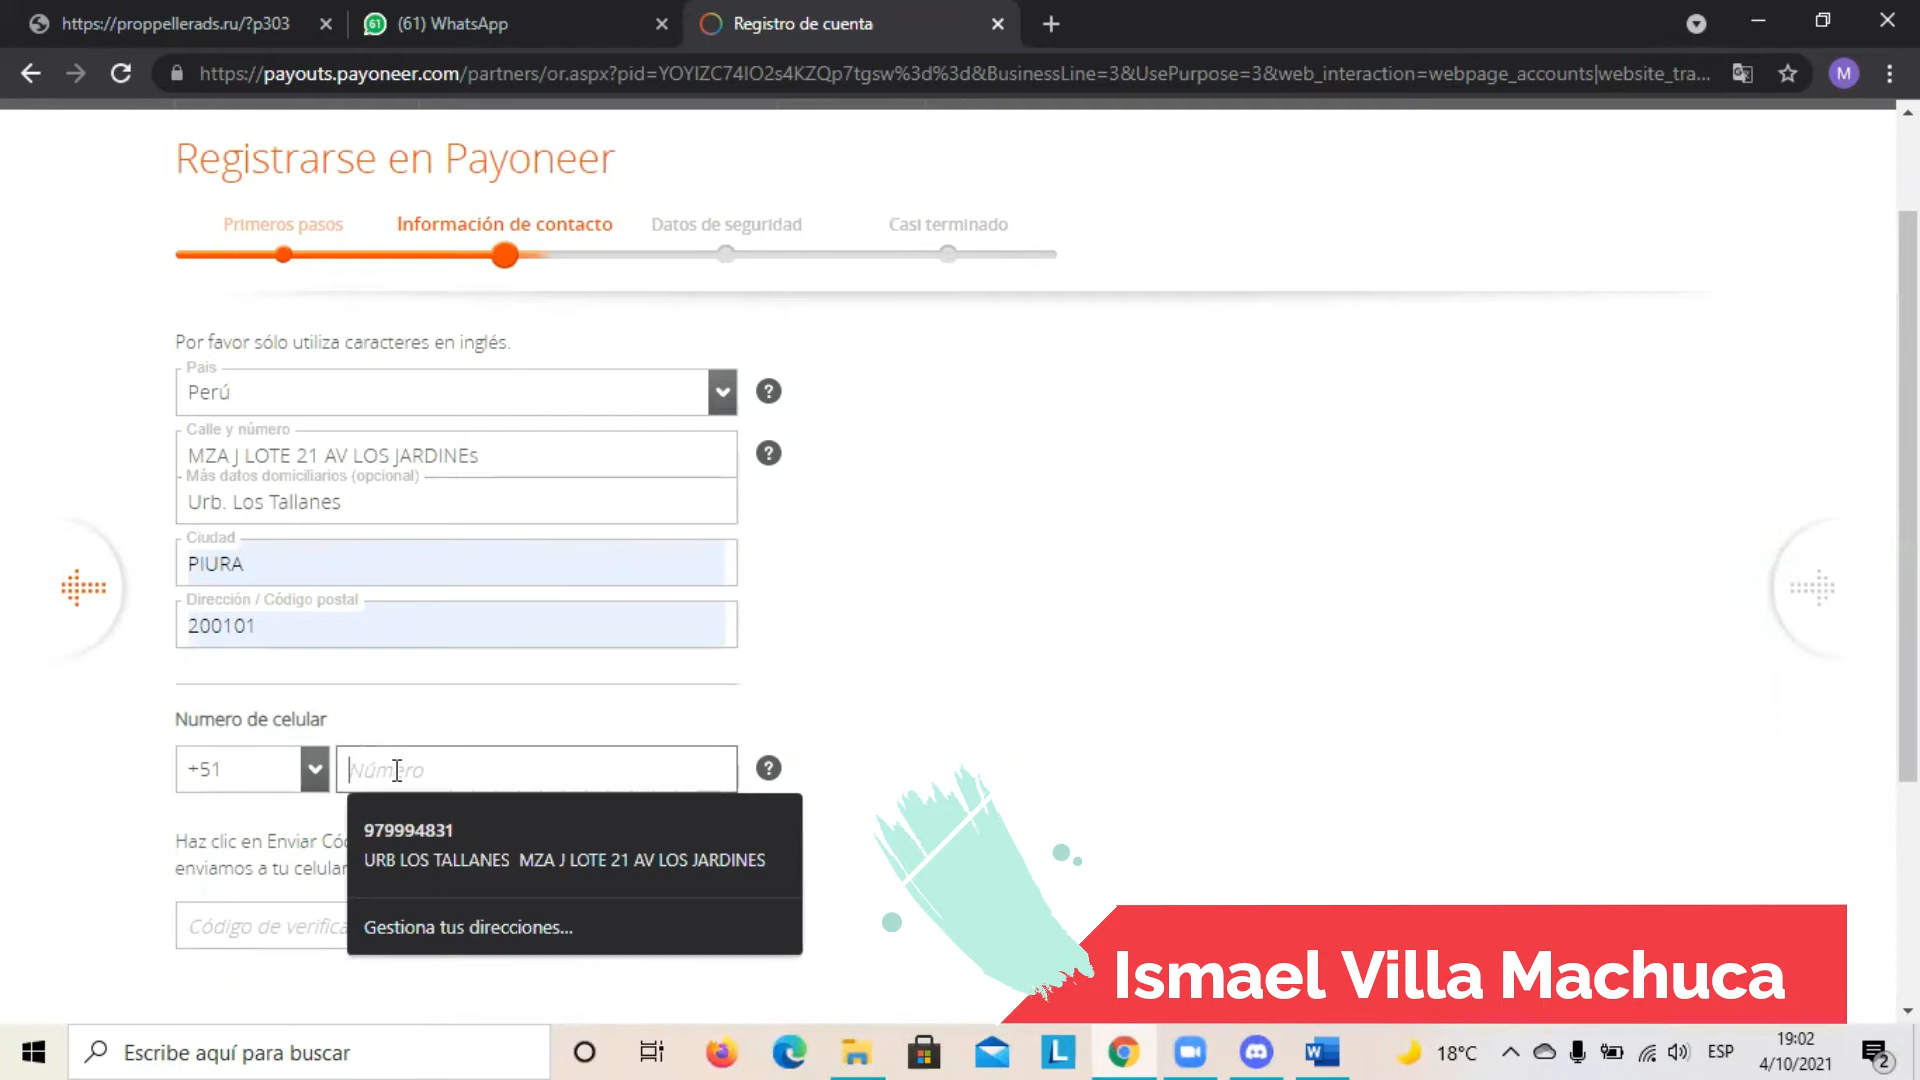 https://proppellerads.ru/?p303
(61) WhatsApp
Registro de cuenta
https://payouts.payoneer.com/partners/or.aspx?pid=YOYIZC74IO2s4KZQp7tgsw%3d%3d&BusinessLine=3&UsePurpose=3&web_interaction=webpage_accounts|website_tra...
M
Registrarse en Payoneer
Primeros pasos
Información de contacto
Datos de seguridad
Casi terminado
Por favor sólo utiliza caracteres en inglés.
Pais
Perú
?
Calle y número
MZA J LOTE 21 AV LOS JARDINEs
?
Más datos domiciliarios (opcional)
Urb. Los Tallanes
Ciudad
PIURA
Dirección / Código postal
200101
Numero de celular
+51
Número
?
979994831
URB LOS TALLANES MZA J LOTE 21 AV LOS JARDINES
Gestiona tus direcciones...
Haz clic en Enviar Có
enviamos a tu celular
Código de verifica
Ismael Villa Machuca
Escribe aquí para buscar
18°C
ESP
19:02
4/10/2021
2